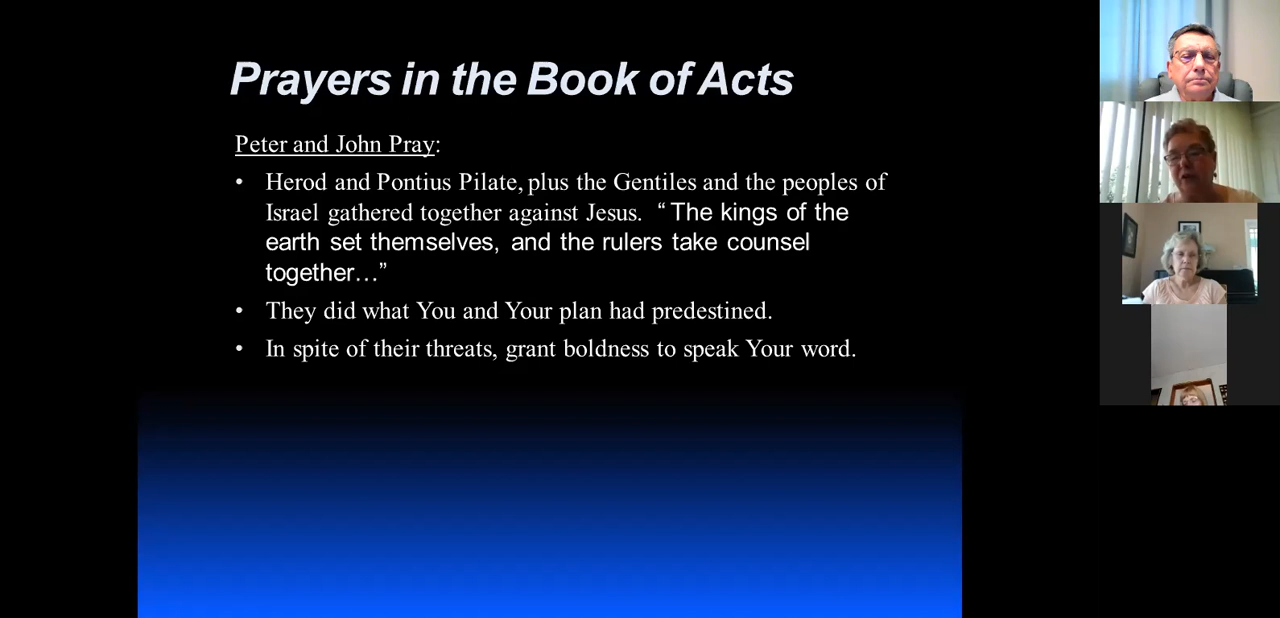 Prayers in the Book of Acts
Peter and John Pray:
• Herod and Pontius Pilate, plus the Gentiles and the peoples of
Israel gathered together against Jesus. “ The kings of the
earth set themselves, and the rulers take counsel
together…”
• They did what You and Your plan had predestined.
• In spite of their threats, grant boldness to speak Your word.